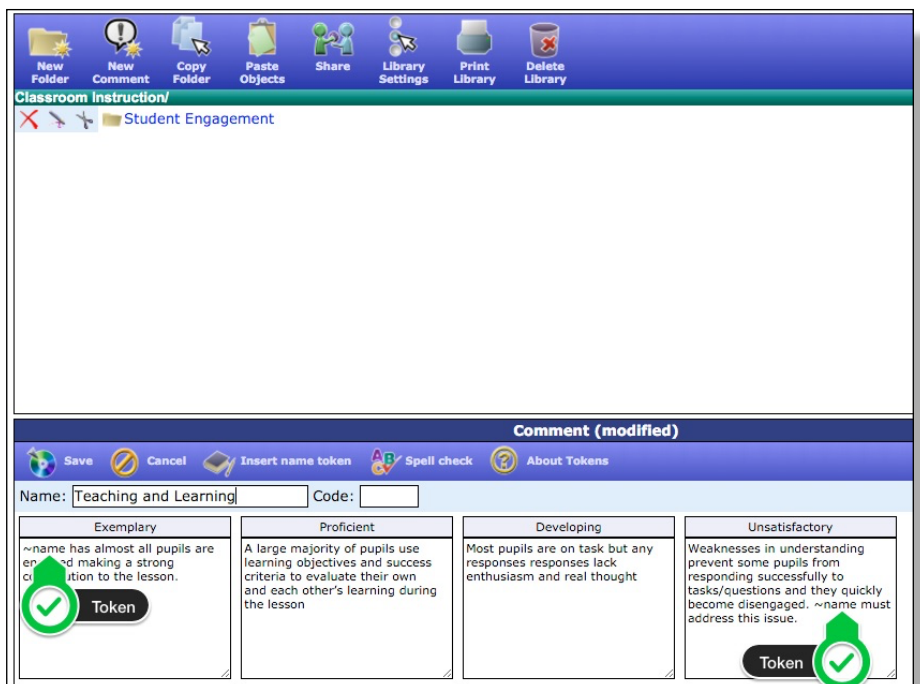 New Folder
New Comment
Copy Folder
Paste Objects
Share
Library Settings
Print Library
Delete Library
Classroom Instruction/
Student Engagement
Comment (modified)
Save Cancel Insert name token Spell check About Tokens
Name: Teaching and Learning Code:
Exemplary
~name has almost all pupils are
making a strong
to the lesson.
Token
Proficient
A large majority of pupils use
learning objectives and success
criteria to evaluate their own
and each other's learning during
the lesson
Developing
Most pupils are on task but any
responses responses lack
enthusiasm and real thought
Unsatisfactory
Weaknesses in understanding
prevent some pupils from
responding successfully to
tasks/questions and they quickly
become disengaged. ~name must
address this issue.
Token